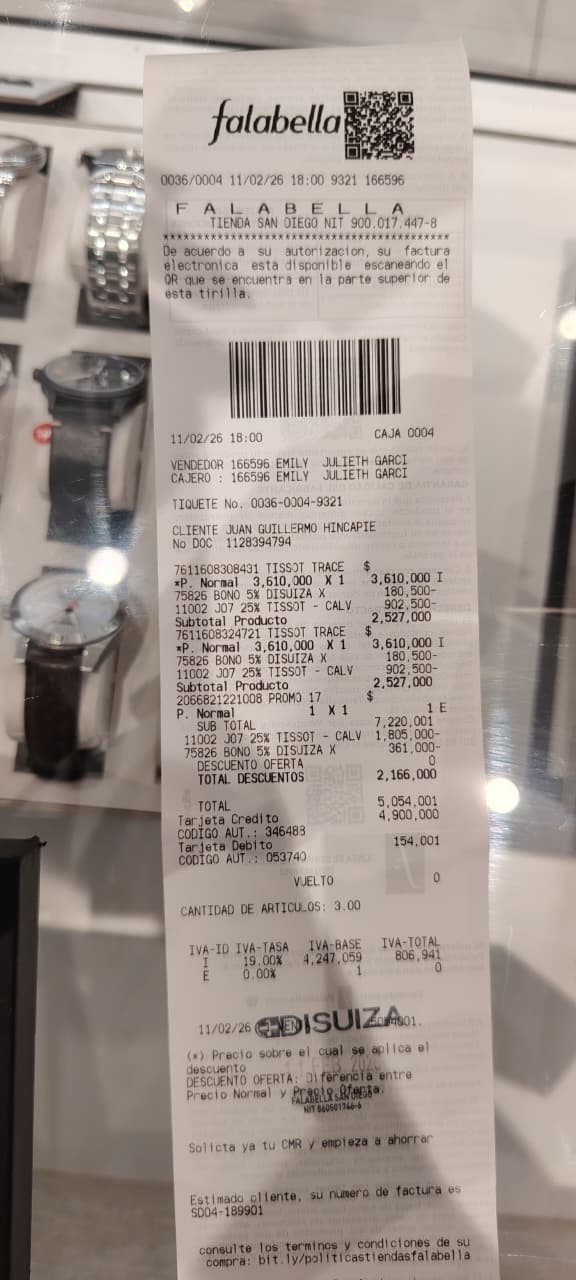 falabella
0036/0004 11/02/26 18:00 9321 166596
F A L A B E L L A
TIENDA SAN DIEGO NIT 900.017.447-8
************************************************
De acuerdo a su autorizacion, su factura
electronica esta disponible escaneando el
QR que se encuentra en la parte superior de
esta tirilla.
11/02/26 18:00 CAJA 0004
VENDEDOR 166596 EMILY JULIETH GARCI
CAJERO : 166596 EMILY JULIETH GARCI
TIQUETE No. 0036-0004-9321
CLIENTE JUAN GUILLERMO HINCAPIE
No DOC 1128394794
7611608308431 TISSOT TRACE $
*P. Normal 3,610,000 X 1 3,610,000 I
75826 BONO 5% DISUIZA X 180,500-
11002 J07 25% TISSOT - CALV 902,500-
Subtotal Producto 2,527,000
7611608324721 TISSOT TRACE $
*P. Normal 3,610,000 X 1 3,610,000 I
75826 BONO 5% DISUIZA X 180,500-
11002 J07 25% TISSOT - CALV 902,500-
Subtotal Producto 2,527,000
2066821221008 PROMO 17 $
P. Normal 1 X 1 1 E
SUB TOTAL 7,220,001
11002 J07 25% TISSOT - CALV 1,805,000-
75826 BONO 5% DISUIZA X 361,000-
DESCUENTO OFERTA 0
TOTAL DESCUENTOS 2,166,000
TOTAL 5,054,001
Tarjeta Credito 4,900,000
CODIGO AUT.: 346488
Tarjeta Debito 154,001
CODIGO AUT.: 053740
VUELTO 0
CANTIDAD DE ARTICULOS: 3.00
IVA-ID IVA-TASA IVA-BASE IVA-TOTAL
I 19.00% 4,247,059 806,941
E 0.00% 1 0
11/02/26 DISUIZA
(*) Precio sobre el cual se aplica el
descuento
DESCUENTO OFERTA: Diferencia entre
Precio Normal y Precio Oferta.
FALABELLA SAN DIEGO
Solicta ya tu CMR y empieza a ahorrar
Estimado cliente, su numero de factura es
SD04-189901
consulte los terminos y condiciones de su
compra: bit.ly/politicastiendasfalabella